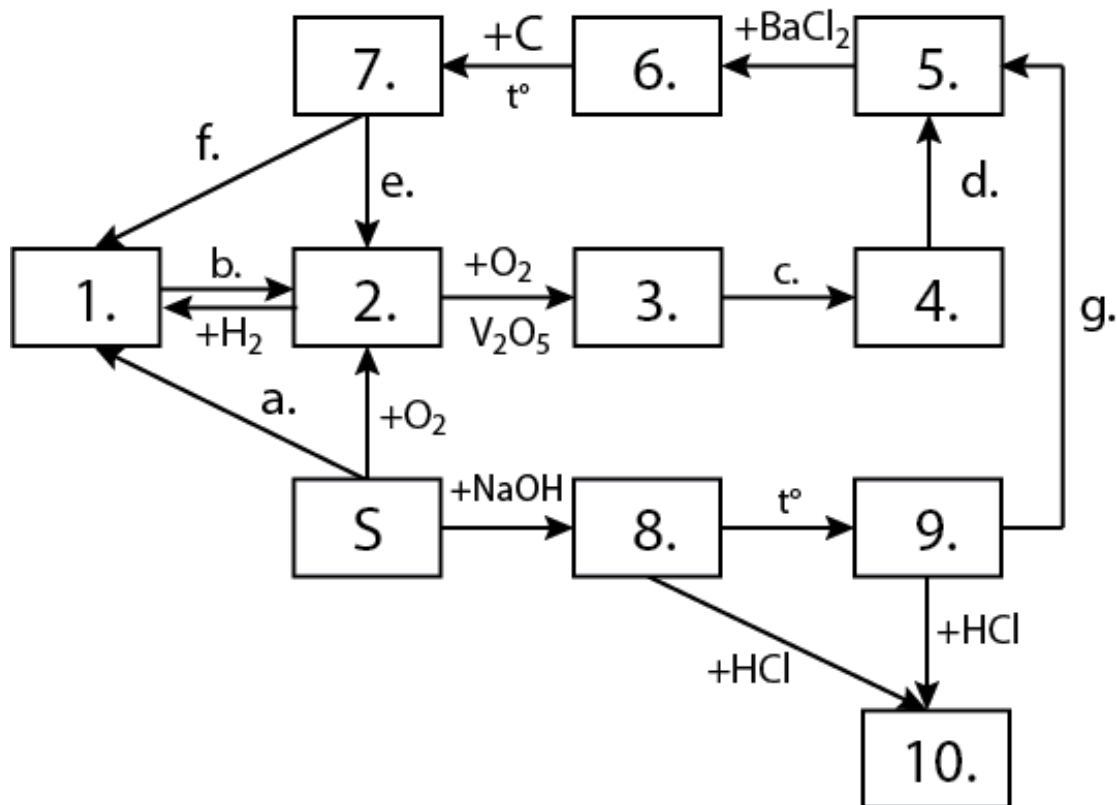 7.
+C
t°
6.
+BaCl₂
5.
f.
e.
d.
1.
b.
+H₂
2.
+O₂
V₂O₅
3.
c.
4.
g.
a.
+O₂
S
+NaOH
8.
t°
9.
+HCl
+HCl
10.